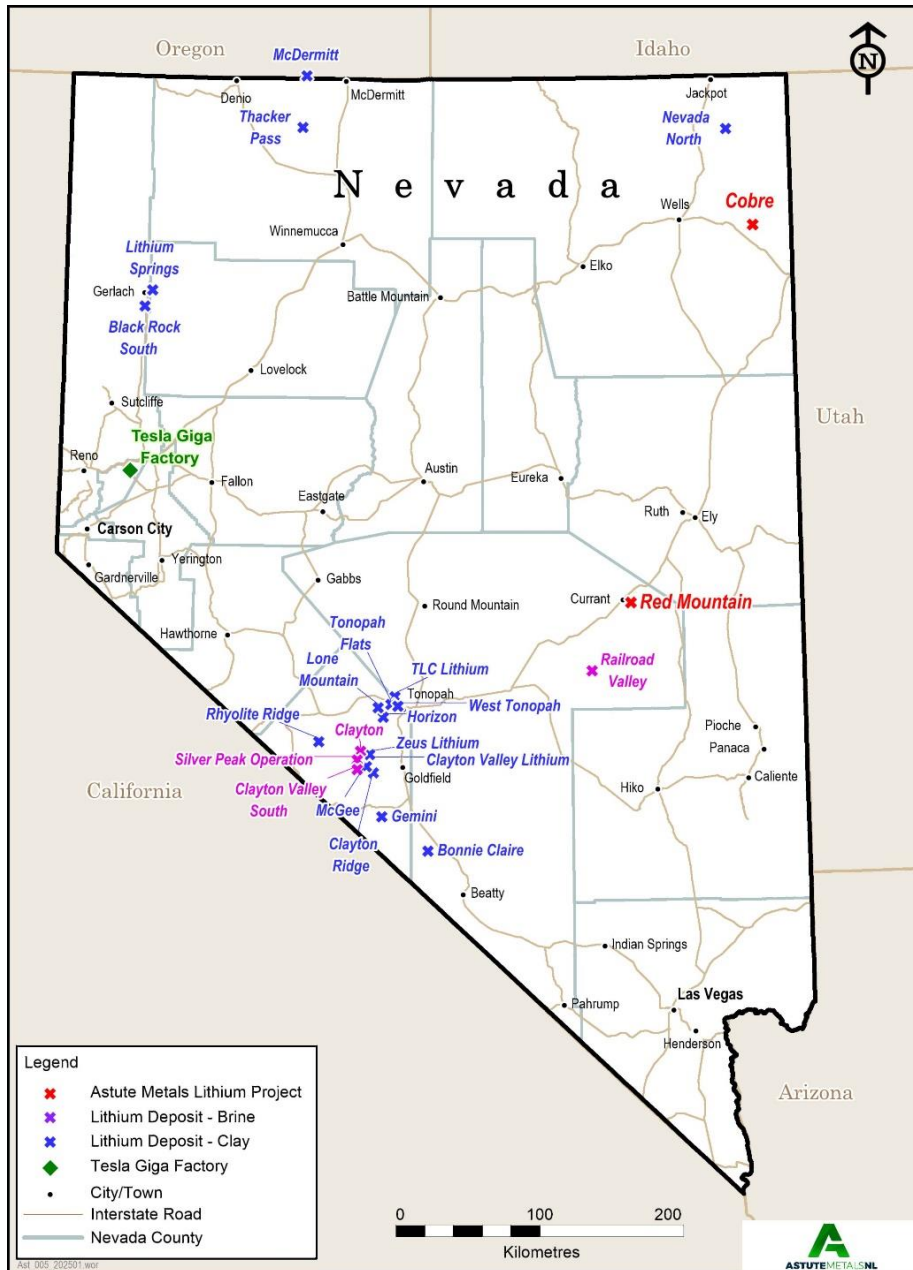 Oregon
Idaho
McDermitt
N
Denio
McDermitt
Jackpot
Thacker
Pass
Nevada
North
Nevada
Cobre
Wells
Winnemucca
Lithium
Springs
Elko
Gerlach
Battle Mountain
Black Rock
South
Lovelock
Sutcliffe
Utah
Tesla Giga
Factory
Reno
Fallon
Austin
Eureka
Eastgate
Ruth
Ely
Carson City
Yerington
Gardnerville
Gabbs
Currant
Red Mountain
Round Mountain
Tonopah
Flats
Hawthorne
Lone
Mountain
TLC Lithium
Railroad
Valley
Tonopah
West Tonopah
Rhyolite Ridge
Horizon
Clayton
Pioche
Zeus Lithium
Panaca
Silver Peak Operation
Clayton Valley Lithium
Goldfield
Caliente
California
Clayton Valley
South
Hiko
McGee
Gemini
Clayton
Ridge
Bonnie Claire
Beatty
Indian Springs
Las Vegas
Pahrump
Henderson
Arizona
Legend
Astute Metals Lithium Project
Lithium Deposit - Brine
Lithium Deposit - Clay
Tesla Giga Factory
City/Town
Interstate Road
Nevada County
0 100 200
Kilometres
Ast_005_202501.wor
ASTUTEMETALSNL